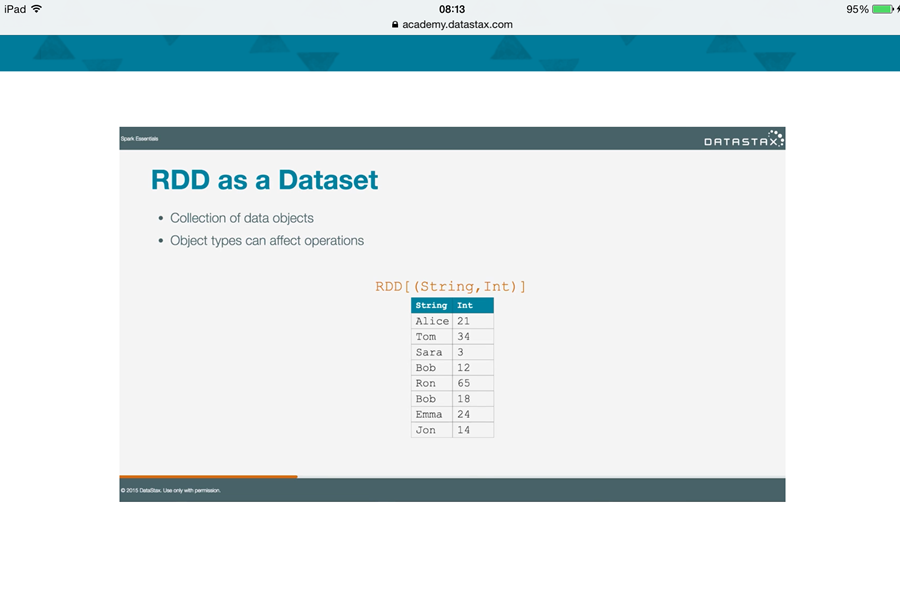 iPad 08:13 95%
academy.datastax.com
Spark Essentials DATASTAX
RDD as a Dataset
• Collection of data objects
• Object types can affect operations
RDD[(String,Int)]
String Int
Alice 21
Tom 34
Sara 3
Bob 12
Ron 65
Bob 18
Emma 24
Jon 14
© 2015 DataStax. Use only with permission.